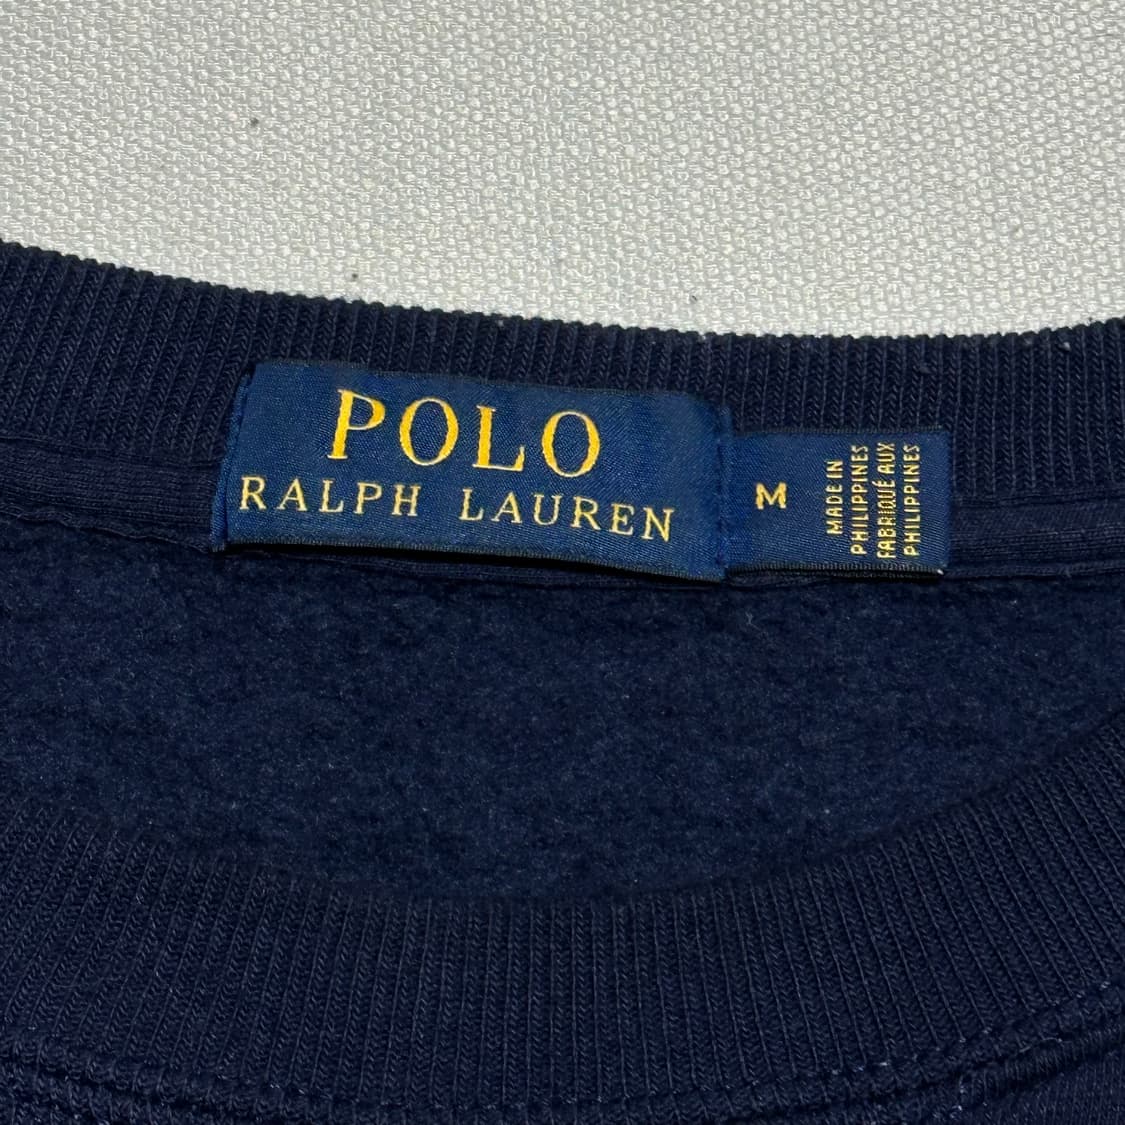 POLO
RALPH LAUREN
M
MADE IN
PHILIPPINES
FABRIQUÉ AUX
PHILIPPINES